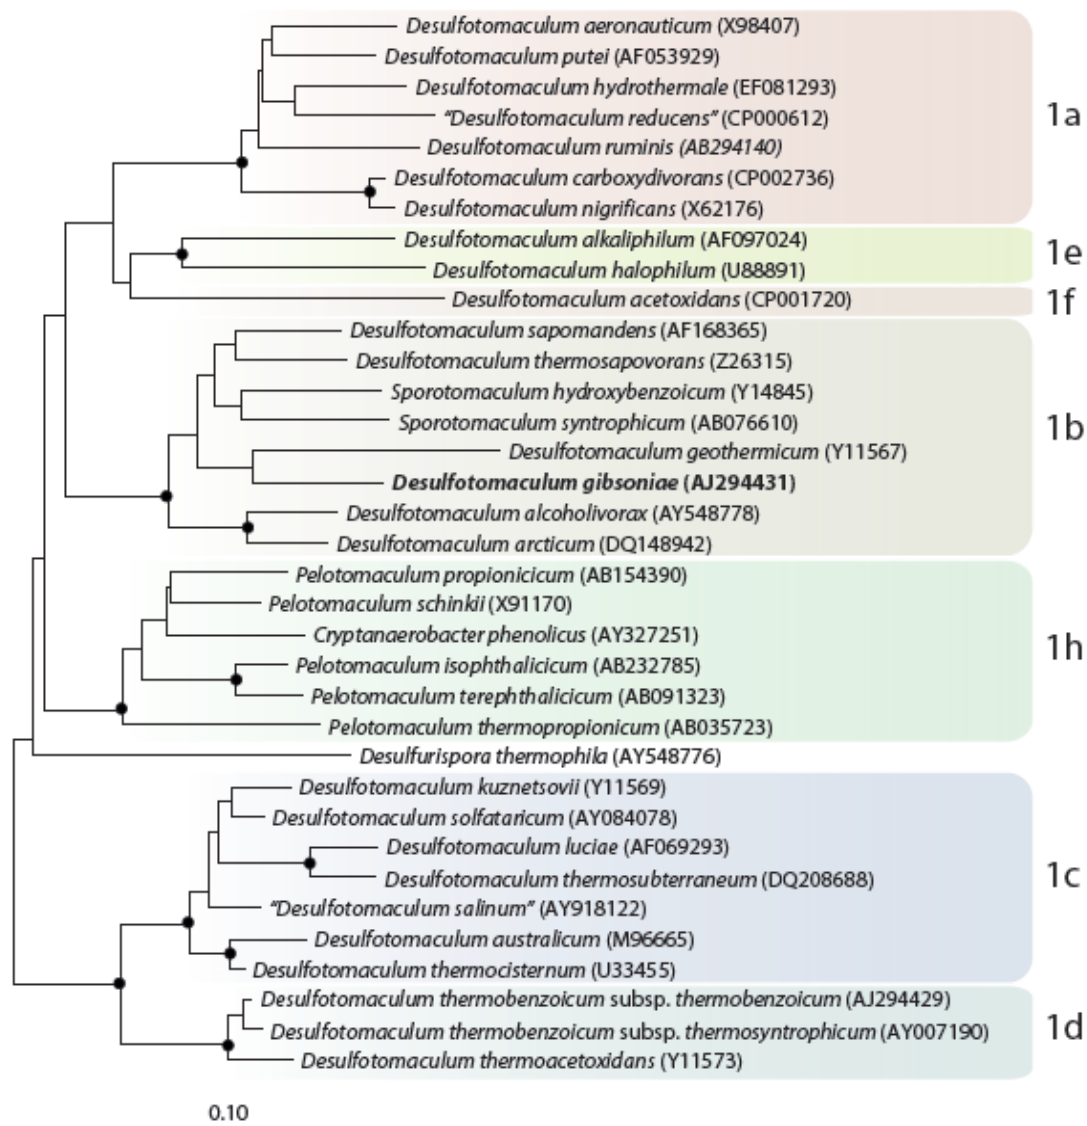 Desulfotomaculum aeronauticum (X98407)
Desulfotomaculum putei (AF053929)
Desulfotomaculum hydrothermale (EF081293)
"Desulfotomaculum reducens" (CP000612)
1a
Desulfotomaculum ruminis (AB294140)
Desulfotomaculum carboxydivorans (CP002736)
Desulfotomaculum nigrificans (X62176)
Desulfotomaculum alkaliphilum (AF097024)
1e
Desulfotomaculum halophilum (U88891)
Desulfotomaculum acetoxidans (CP001720)
1f
Desulfotomaculum sapomandens (AF168365)
Desulfotomaculum thermosapovorans (Z26315)
Sporotomaculum hydroxybenzoicum (Y14845)
Sporotomaculum syntrophicum (AB076610)
1b
Desulfotomaculum geothermicum (Y11567)
Desulfotomaculum gibsoniae (AJ294431)
Desulfotomaculum alcoholivorax (AY548778)
Desulfotomaculum arcticum (DQ148942)
Pelotomaculum propionicicum (AB154390)
Pelotomaculum schinkii (X91170)
Cryptanaerobacter phenolicus (AY327251)
1h
Pelotomaculum isophthalicicum (AB232785)
Pelotomaculum terephthalicicum (AB091323)
Pelotomaculum thermopropionicum (AB035723)
Desulfurispora thermophila (AY548776)
Desulfotomaculum kuznetsovii (Y11569)
Desulfotomaculum solfataricum (AY084078)
Desulfotomaculum luciae (AF069293)
Desulfotomaculum thermosubterraneum (DQ208688)
1c
"Desulfotomaculum salinum" (AY918122)
Desulfotomaculum australicum (M96665)
Desulfotomaculum thermocisternum (U33455)
Desulfotomaculum thermobenzoicum subsp. thermobenzoicum (AJ294429)
Desulfotomaculum thermobenzoicum subsp. thermosyntrophicum (AY007190)
1d
Desulfotomaculum thermoacetoxidans (Y11573)
0.10